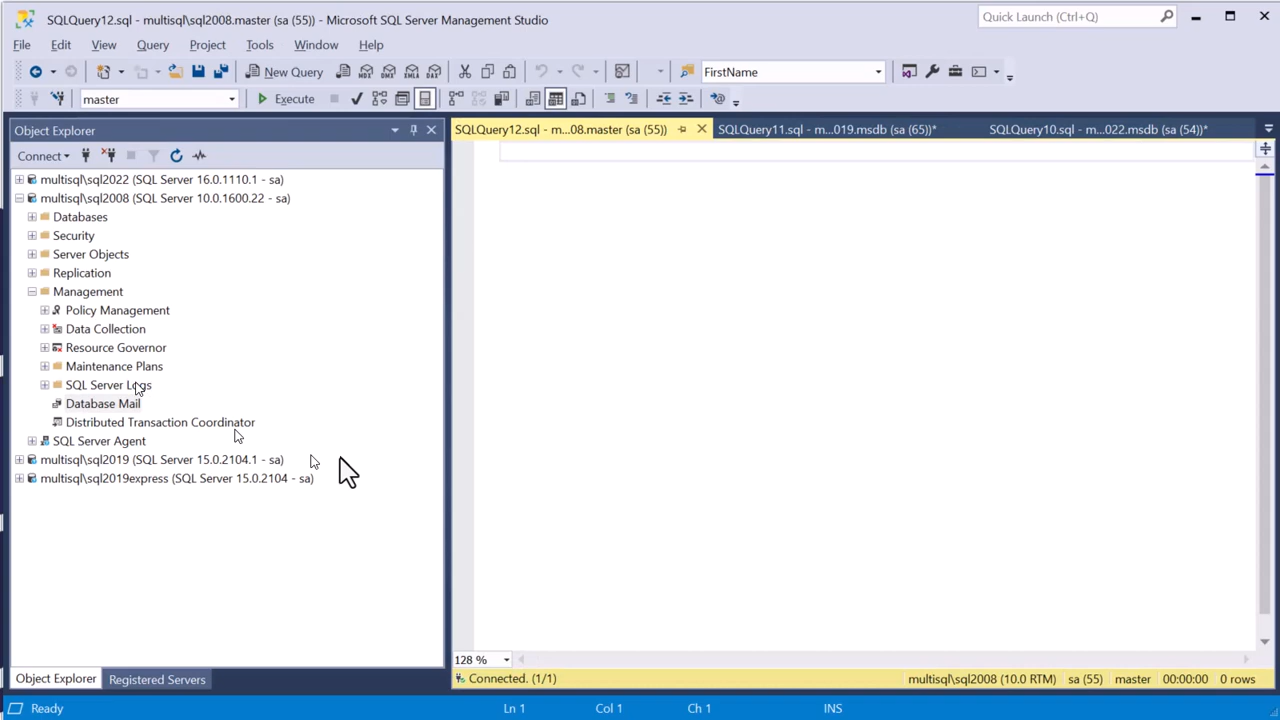 SQLQuery12.sql - multisql\sql2008.master (sa (55)) - Microsoft SQL Server Management Studio
Quick Launch (Ctrl+Q)
File Edit View Query Project Tools Window Help
New Query MDX DMX XMLA DAX FirstName
master Execute
Object Explorer
SQLQuery12.sql - m...08.master (sa (55)) SQLQuery11.sql - m...019.msdb (sa (65))* SQLQuery10.sql - m...022.msdb (sa (54))*
Connect
multisql\sql2022 (SQL Server 16.0.1110.1 - sa)
multisql\sql2008 (SQL Server 10.0.1600.22 - sa)
Databases
Security
Server Objects
Replication
Management
Policy Management
Data Collection
Resource Governor
Maintenance Plans
SQL Server Logs
Database Mail
Distributed Transaction Coordinator
SQL Server Agent
multisql\sql2019 (SQL Server 15.0.2104.1 - sa)
multisql\sql2019express (SQL Server 15.0.2104 - sa)
128 %
Object Explorer Registered Servers
Connected. (1/1) multisql\sql2008 (10.0 RTM) sa (55) master 00:00:00 0 rows
Ready Ln 1 Col 1 Ch 1 INS